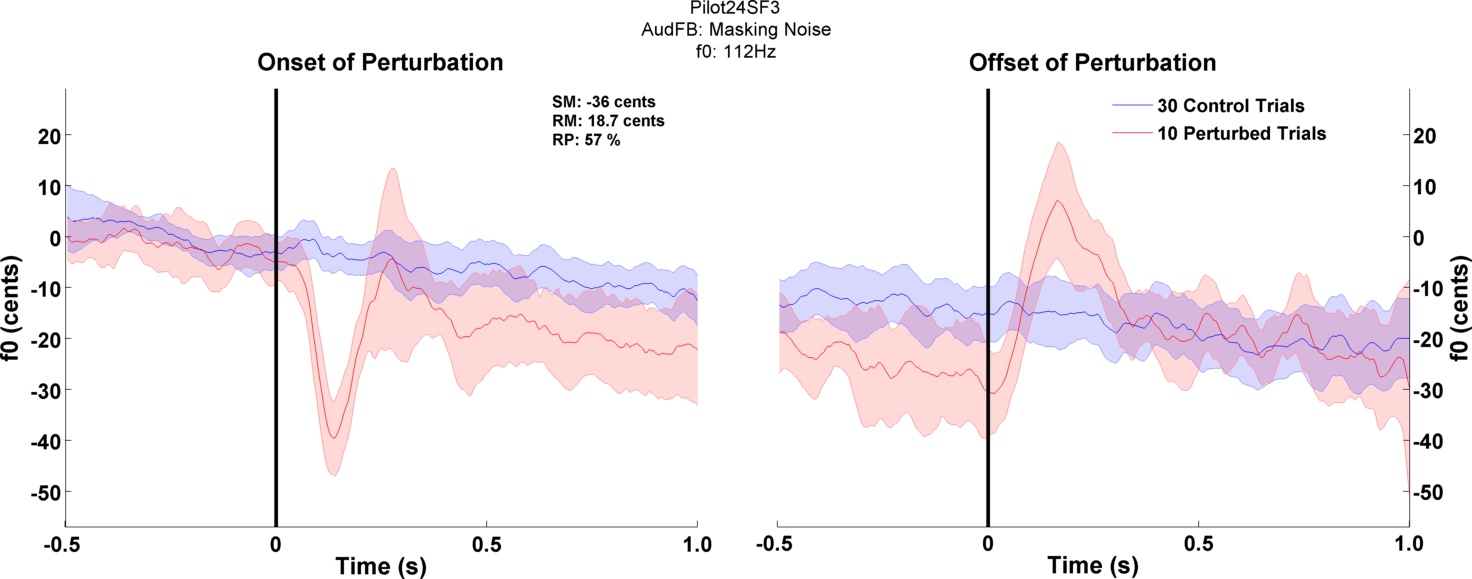 Pilot24SF3
AudFB: Masking Noise
f0: 112Hz
Onset of Perturbation
SM: -36 cents
RM: 18.7 cents
RP: 57 %
f0 (cents)
20
10
0
-10
-20
-30
-40
-50
-0.5
0
0.5
1.0
Time (s)
Offset of Perturbation
30 Control Trials
10 Perturbed Trials
20
10
0
-10
-20
-30
-40
-50
f0 (cents)
-0.5
0
0.5
1.0
Time (s)